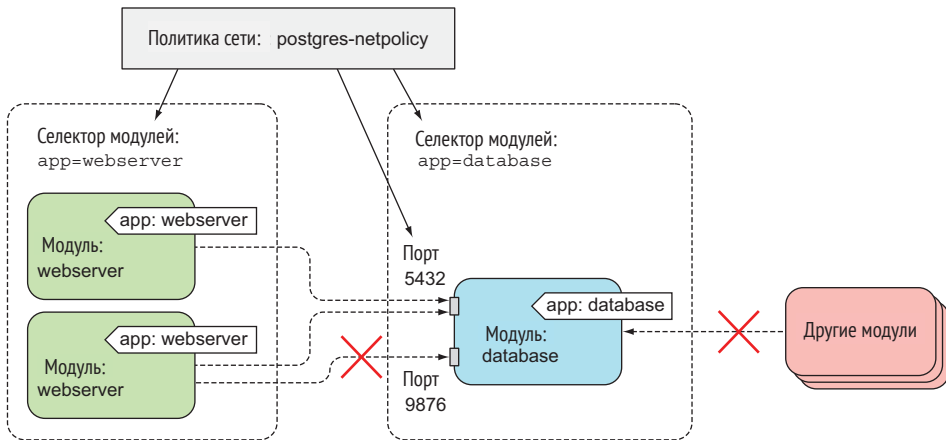 Политика сети: postgres-netpolicy
Селектор модулей:
app=webserver
Селектор модулей:
app=database
app: webserver
Модуль:
webserver
app: webserver
Модуль:
webserver
Порт
5432
app: database
Модуль:
database
Порт
9876
Другие модули